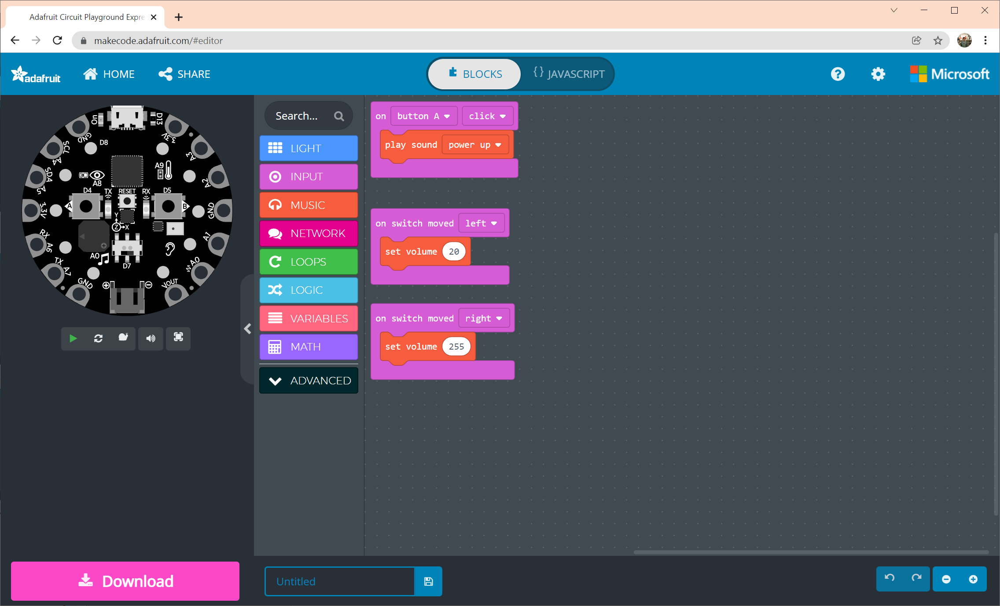 Adafruit Circuit Playground Expre
makecode.adafruit.com/#editor
adafruit
HOME
SHARE
BLOCKS
{} JAVASCRIPT
?
Microsoft
On
D13
GND
D8
3.3V
SCL
A4
A3
SDA
A5
A8
A9
A2
D4
TX
RESET
RX
D5
A
B
3.3V
GND
Y
Z
X
RX
A6
A1
A0
D7
TX
A7
A0
GND
VOUT
Search...
LIGHT
INPUT
MUSIC
NETWORK
LOOPS
LOGIC
VARIABLES
MATH
ADVANCED
on button A click
play sound power up
on switch moved left
set volume 20
on switch moved right
set volume 255
Download
Untitled